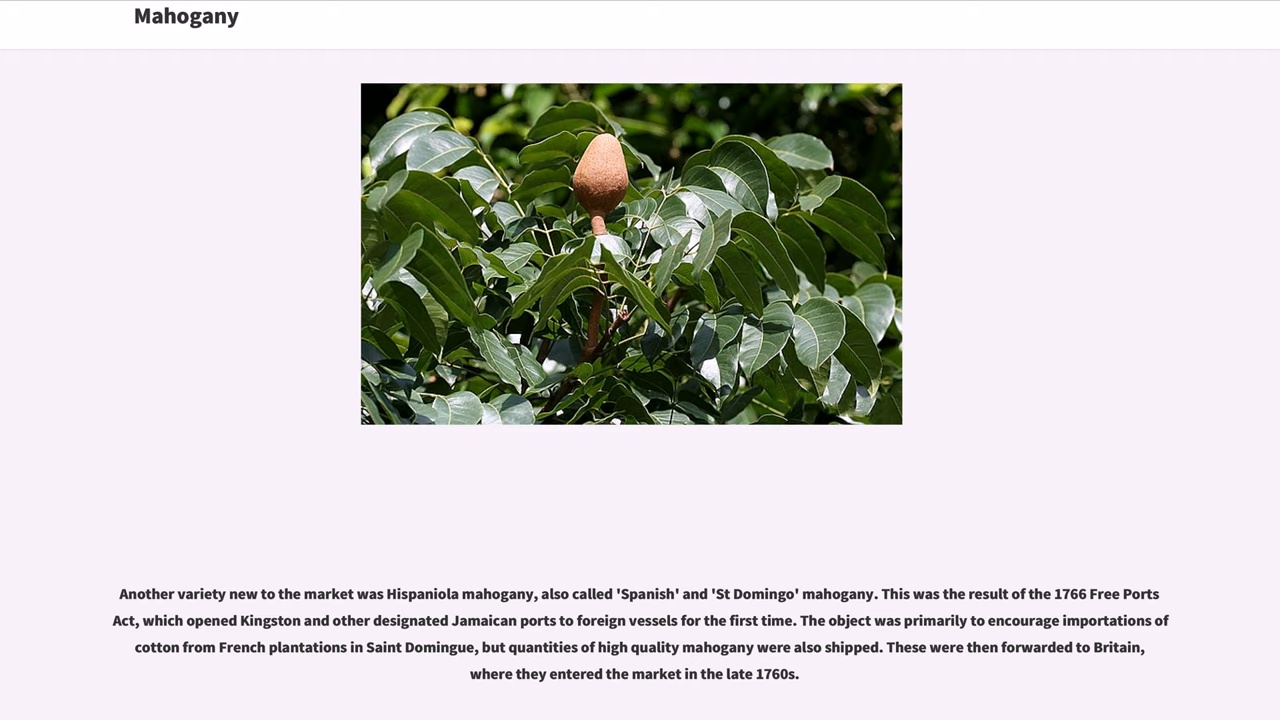 Mahogany
Another variety new to the market was Hispaniola mahogany, also called 'Spanish' and 'St Domingo' mahogany. This was the result of the 1766 Free Ports
Act, which opened Kingston and other designated Jamaican ports to foreign vessels for the first time. The object was primarily to encourage importations of
cotton from French plantations in Saint Domingue, but quantities of high quality mahogany were also shipped. These were then forwarded to Britain,
where they entered the market in the late 1760s.